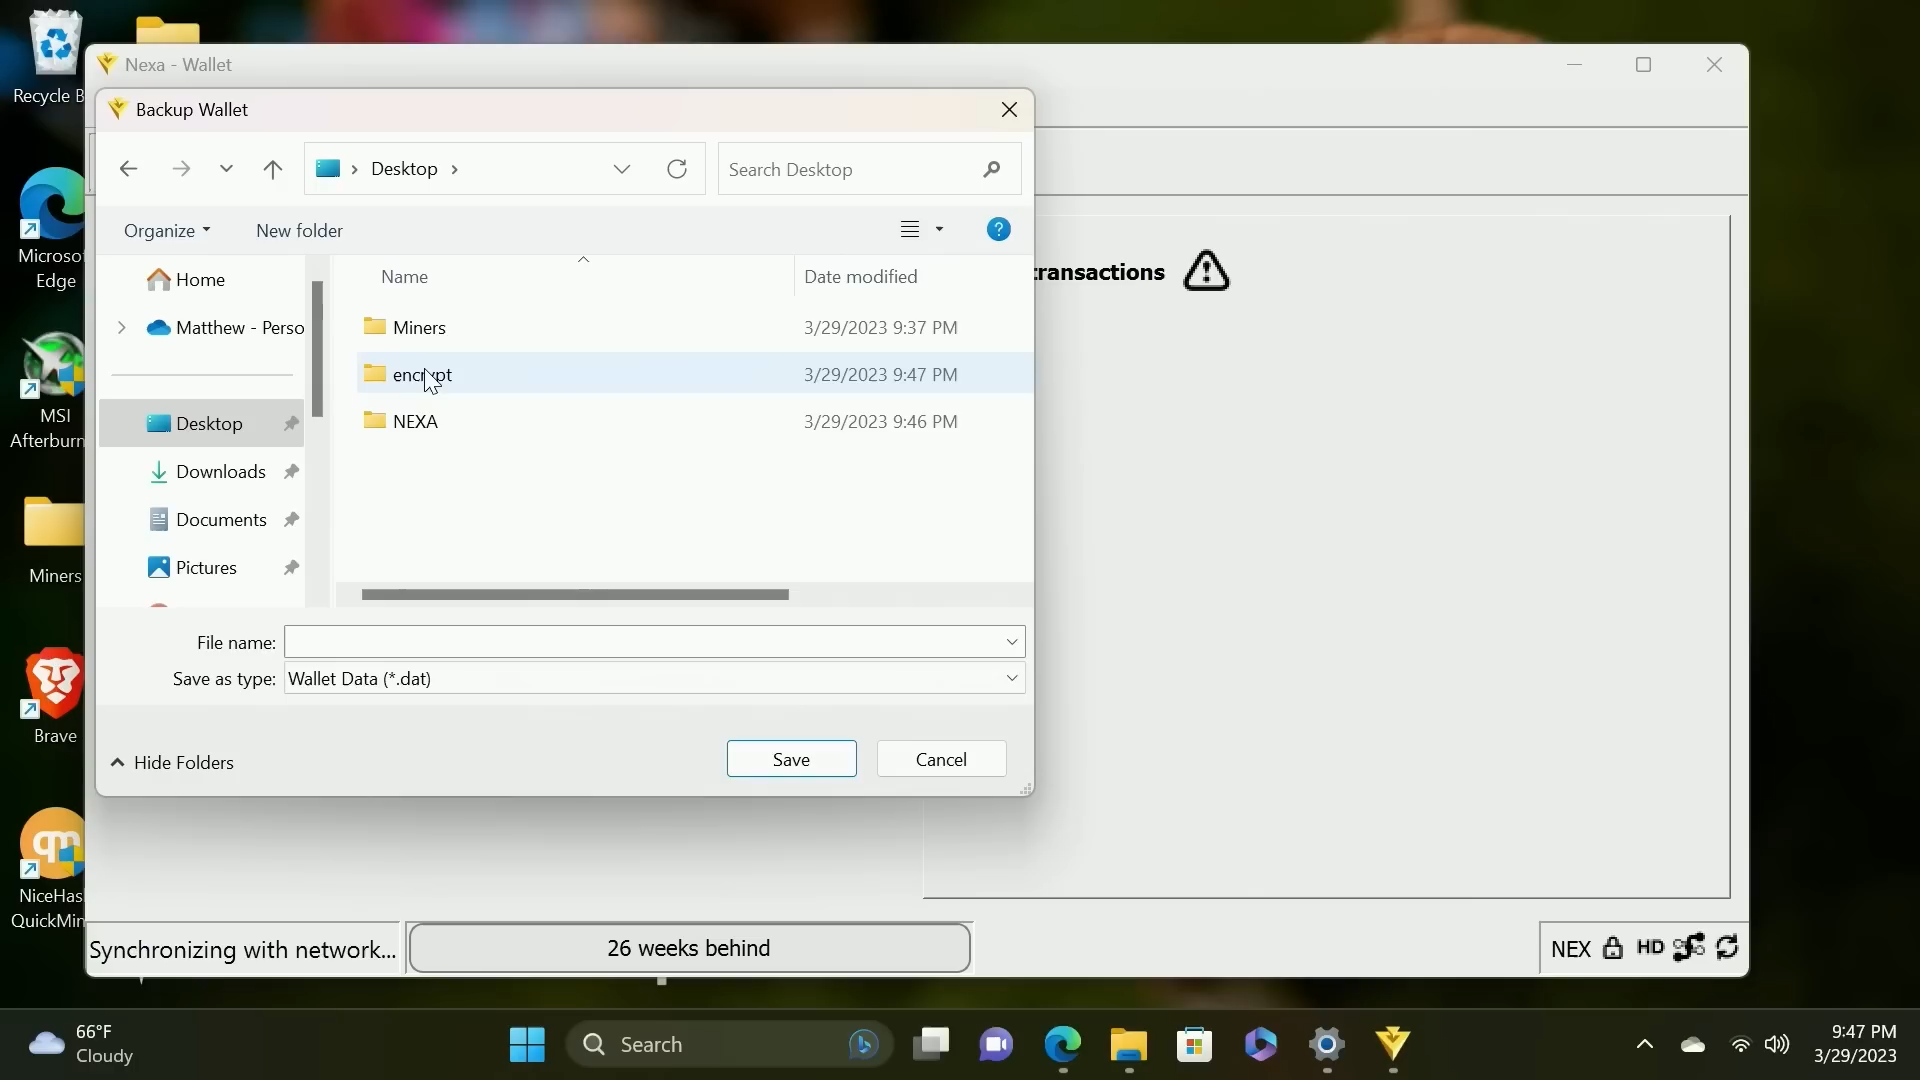 Recycle B
Nexa - Wallet
Backup Wallet
Desktop
Search Desktop
Organize
New folder
?
Microsof
Edge
Home
Matthew - Perso
Desktop
Downloads
Documents
Pictures
Name
Date modified
Miners
3/29/2023 9:37 PM
encrypt
3/29/2023 9:47 PM
NEXA
3/29/2023 9:46 PM
transactions
MSI
Afterburn
Miners
File name:
Save as type:
Wallet Data (*.dat)
Brave
Hide Folders
Save
Cancel
qm
NiceHas
QuickMin
Synchronizing with network...
26 weeks behind
NEX
HD
66°F
Cloudy
Search
9:47 PM
3/29/2023